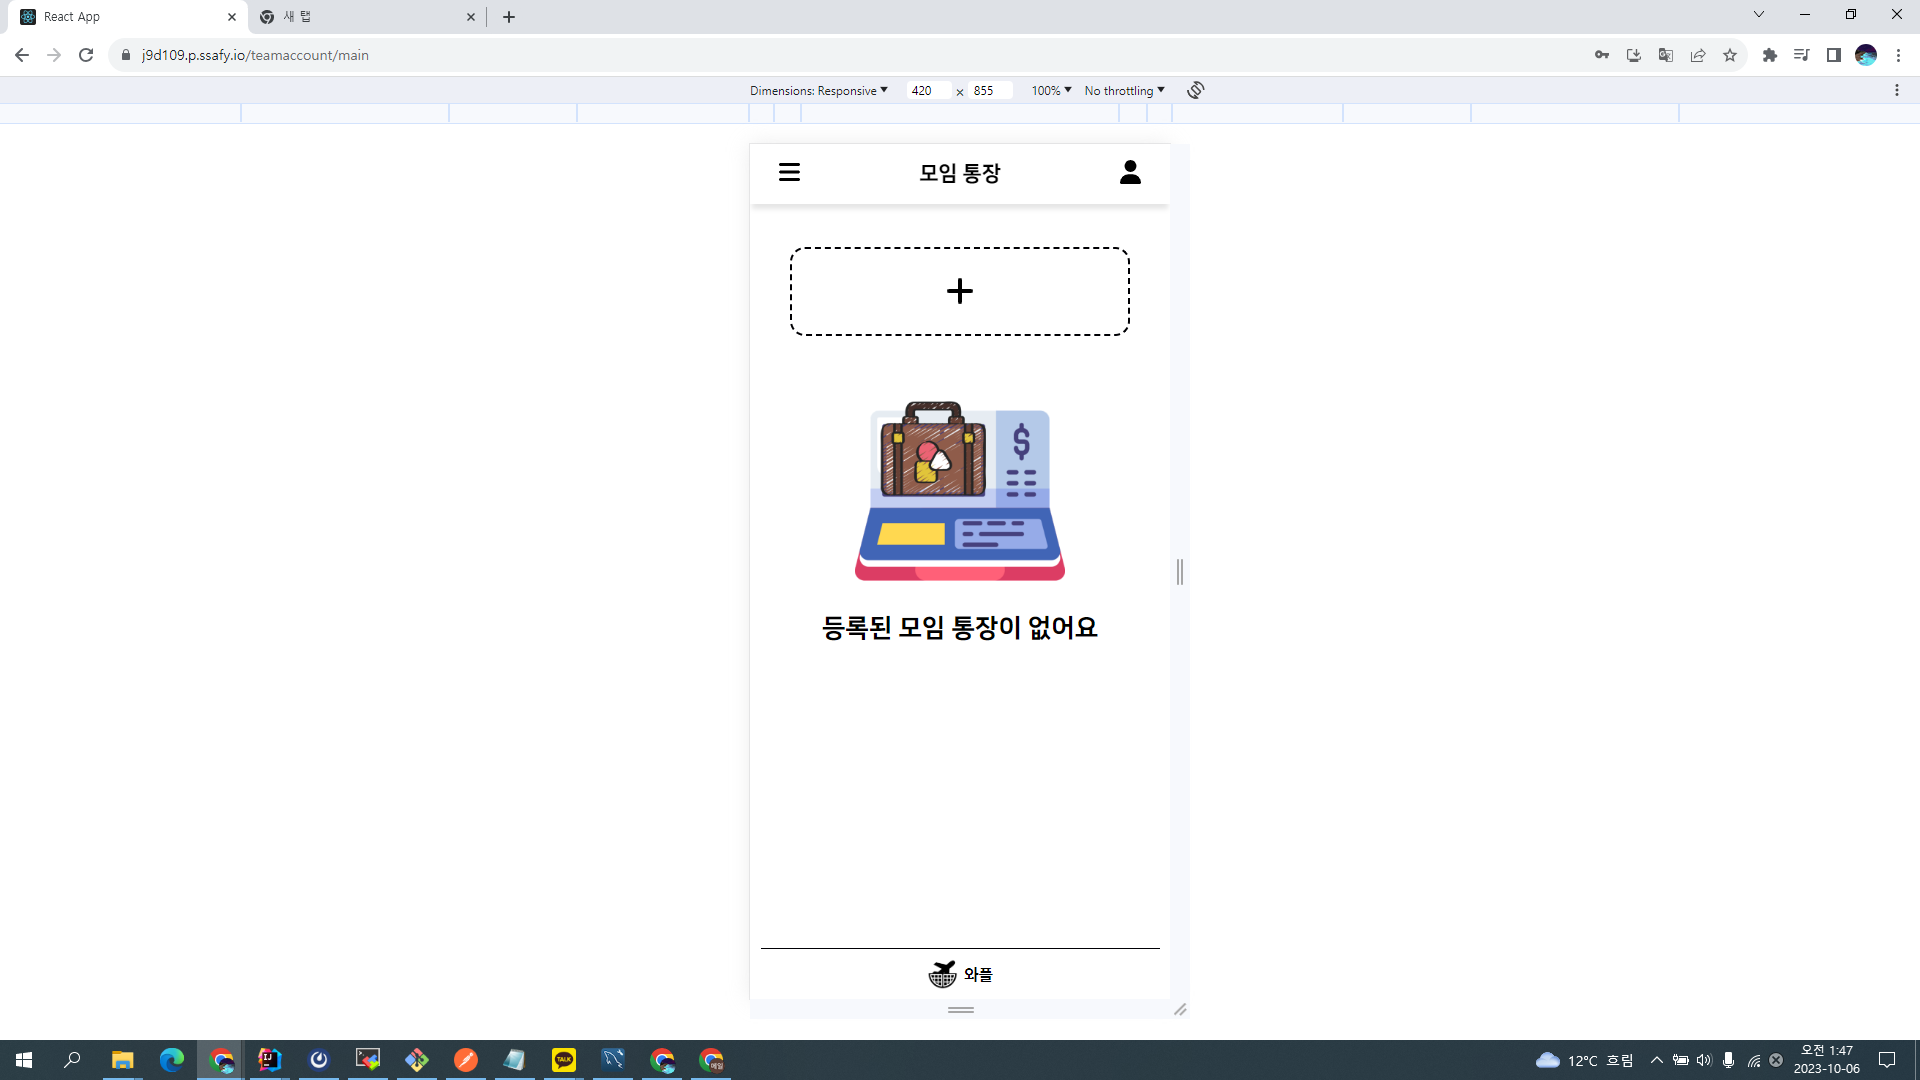 React App
새 탭
j9d109.p.ssafy.io/teamaccount/main
Dimensions: Responsive 420 × 855 100% No throttling
모임 통장
등록된 모임 통장이 없어요
와플
12°C 흐림
오전 1:47
2023-10-06